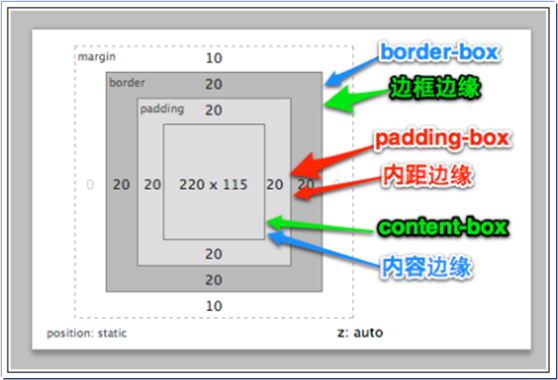 margin
10
border-box
border
20
边框边缘
padding
20
padding-box
0
20
20
220 x 115
20
20
0
内距边缘
content-box
20
内容边缘
20
10
position: static
z: auto